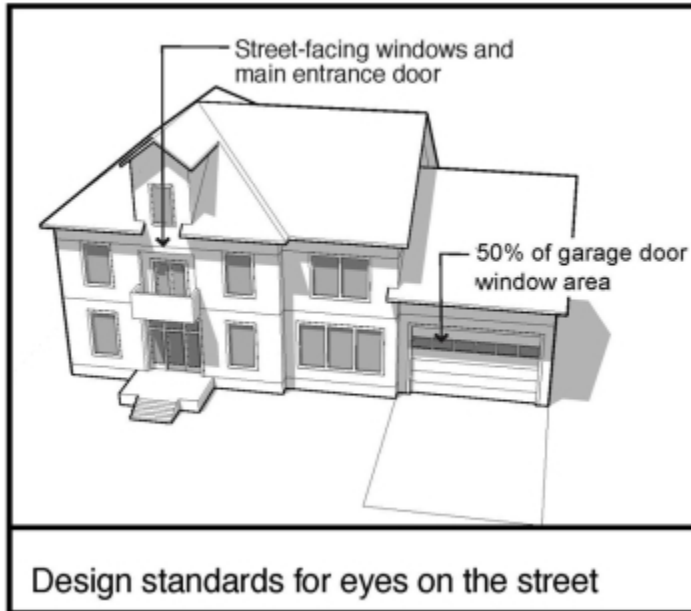 Street-facing windows and
main entrance door
50% of garage door
window area
Design standards for eyes on the street